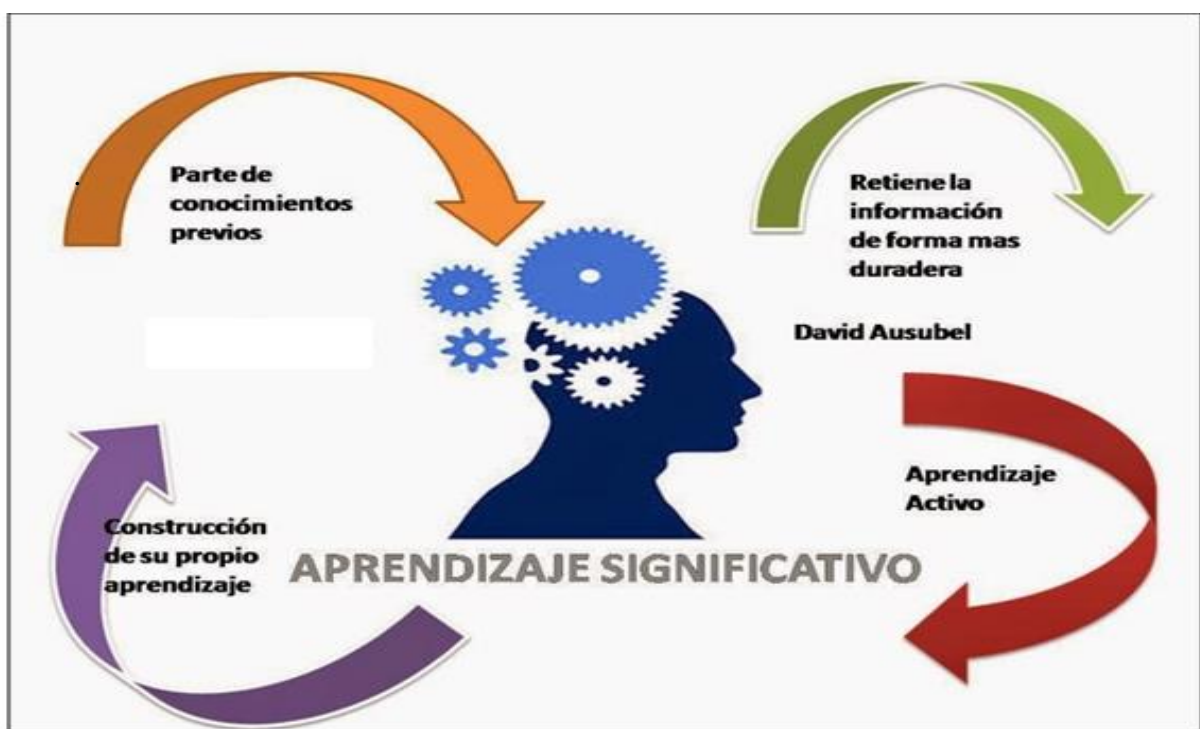 Parte de
conocimientos
previos
Retiene la
información
de forma mas
duradera
David Ausubel
Aprendizaje
Activo
Construcción
de su propio
aprendizaje
APRENDIZAJE SIGNIFICATIVO